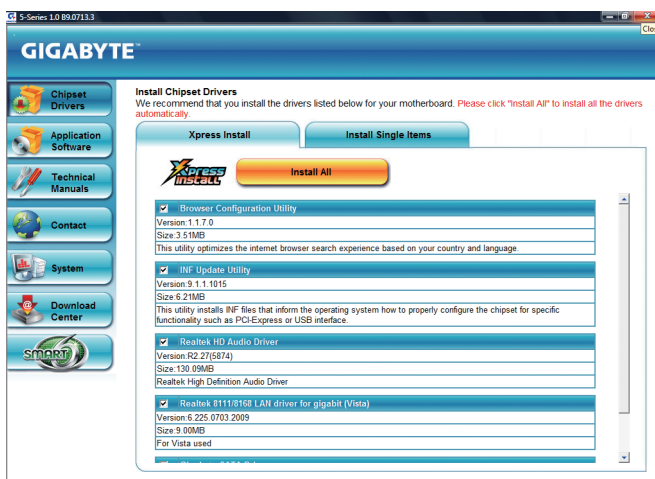 5-Series 1.0 B9.0713.3
Clo
GIGABYTE™
Chipset
Drivers
Application
Software
Technical
Manuals
Contact
System
Download
Center
SMART6
Install Chipset Drivers
We recommend that you install the drivers listed below for your motherboard. Please click "Install All" to install all the drivers
automatically.
Xpress Install
Install Single Items
Xpress
Install
Install All
Browser Configuration Utility
Version:1.1.7.0
Size:3.51MB
This utility optimizes the internet browser search experience based on your country and language.
INF Update Utility
Version:9.1.1.1015
Size:6.21MB
This utility installs INF files that inform the operating system how to properly configure the chipset for specific
functionality such as PCI-Express or USB interface.
Realtek HD Audio Driver
Version:R2.27(5874)
Size:130.09MB
Realtek High Definition Audio Driver
Realtek 8111/8168 LAN driver for gigabit (Vista)
Version:6.225.0703.2009
Size:9.00MB
For Vista used